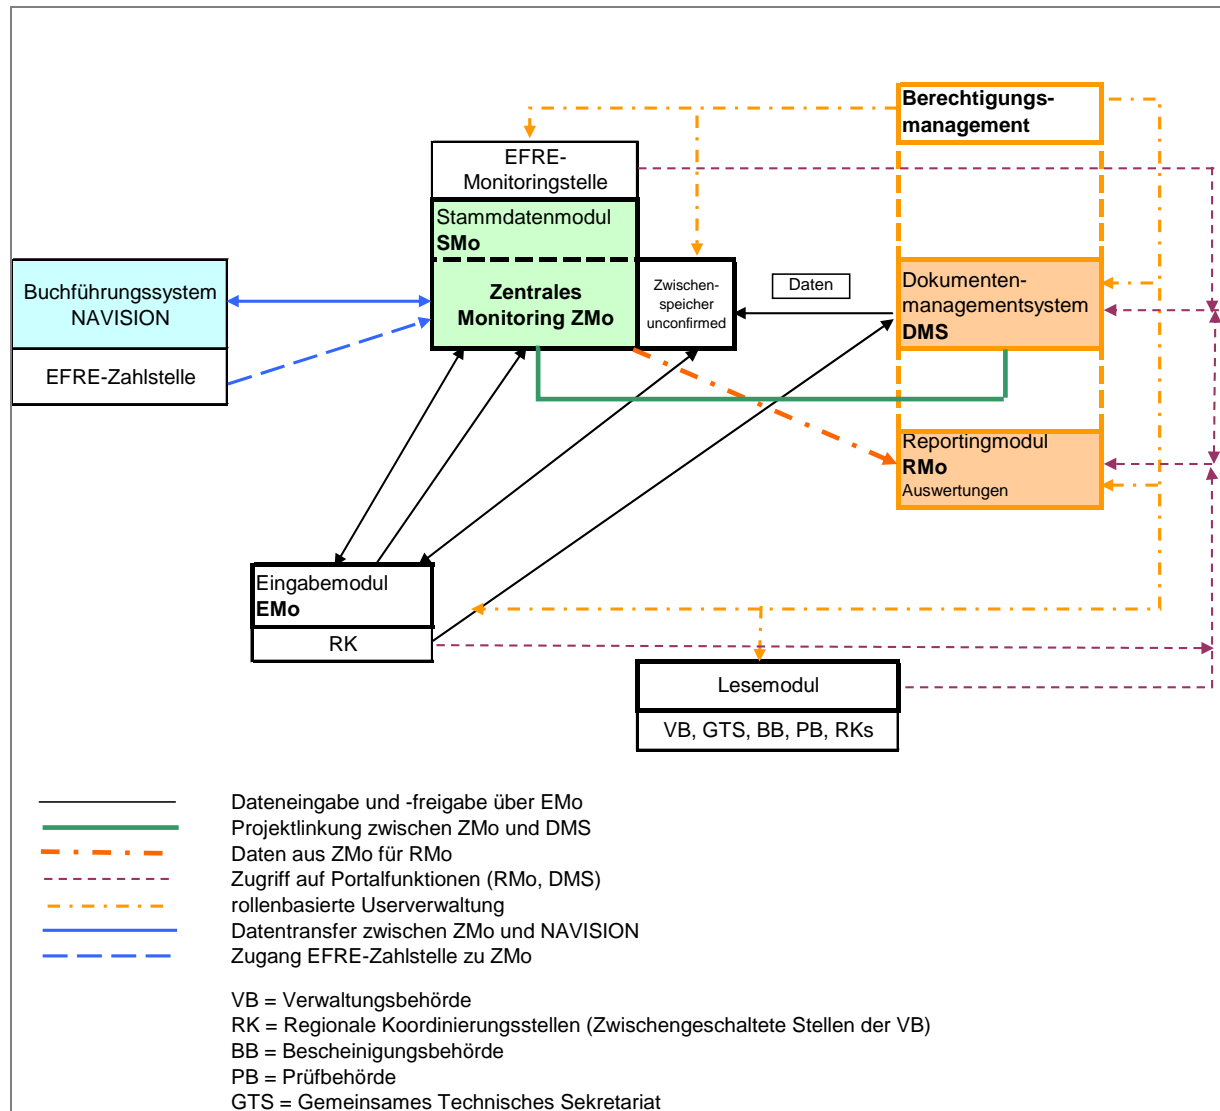 Berechtigungs-
management
EFRE-
Monitoringstelle
Stammdatenmodul
SMo
Zentrales
Monitoring ZMo
Zwischen-
speicher
unconfirmed
Daten
Dokumenten-
managementsystem
DMS
Buchführungssystem
NAVISION
EFRE-Zahlstelle
Reportingmodul
RMo
Auswertungen
Eingabemodul
EMo
RK
Lesemodul
VB, GTS, BB, PB, RKs
Dateneingabe und -freigabe über EMo
Projektlinkung zwischen ZMo und DMS
Daten aus ZMo für RMo
Zugriff auf Portalfunktionen (RMo, DMS)
rollenbasierte Userverwaltung
Datentransfer zwischen ZMo und NAVISION
Zugang EFRE-Zahlstelle zu ZMo
VB = Verwaltungsbehörde
RK = Regionale Koordinierungsstellen (Zwischengeschaltete Stellen der VB)
BB = Bescheinigungsbehörde
PB = Prüfbehörde
GTS = Gemeinsames Technisches Sekretariat